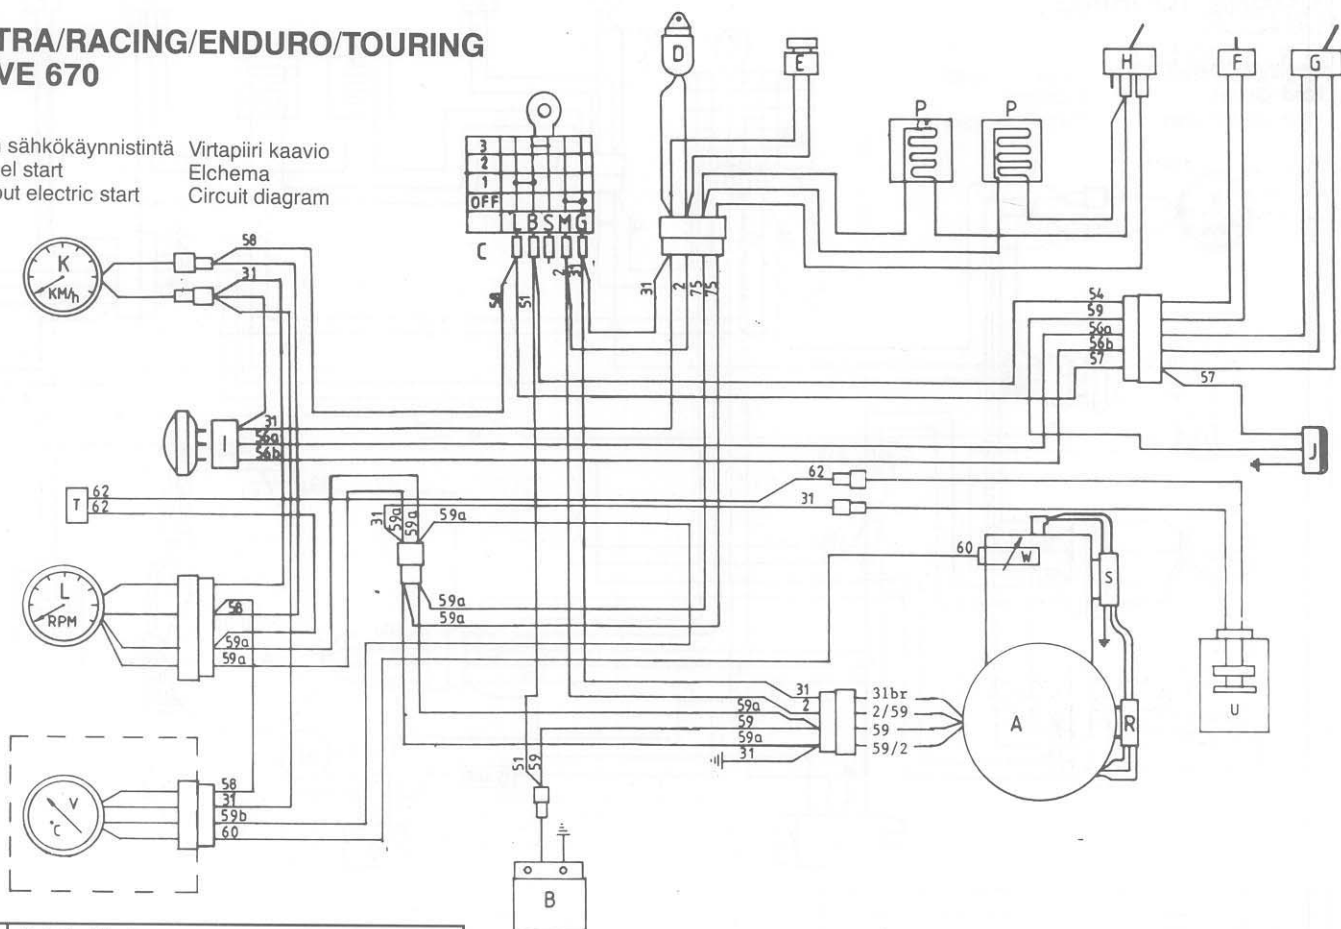 TRA/RACING/ENDURO/TOURING
VE 670
sähkökäynnistintä Virtapiiri kaavio
el start Elchema
out electric start Circuit diagram
D
E
H
F
G
P
P
3
2
1
OFF
L B S M G
C
2
31
51
31
2
75
75
K
KM/h
58
31
54
59
56a
56b
57
57
J
I
31
56a
56b
T
62
62
62
31
31
59a
59a
59a
60
W
S
L
RPM
58
59a
59a
59a
59a
A
R
U
31
2
59a
59
59a
31
31br
2/59
59
59/2
51
59
V
°C
58
31
59b
60
B